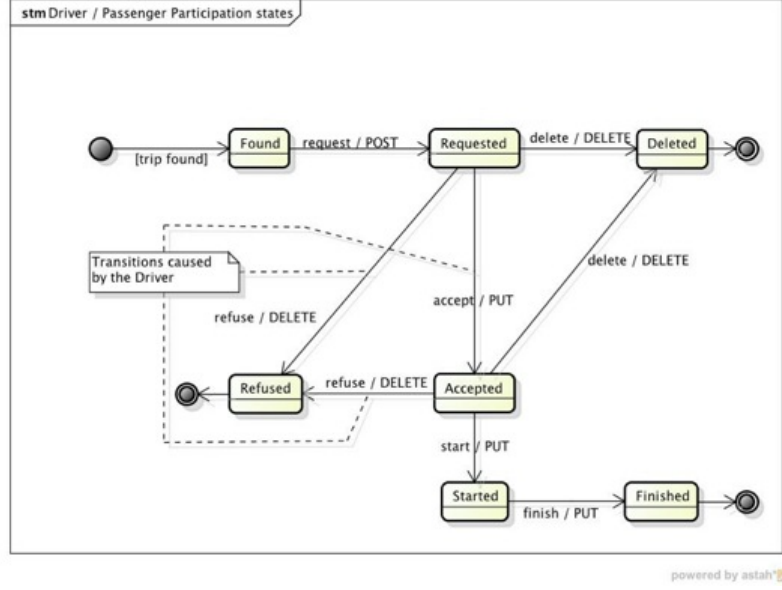 stm Driver / Passenger Participation states
Found
request / POST
Requested
delete / DELETE
Deleted
[trip found]
Transitions caused
by the Driver
delete / DELETE
accept / PUT
refuse / DELETE
Refused
refuse / DELETE
Accepted
start / PUT
Started
finish / PUT
Finished
powered by astah*